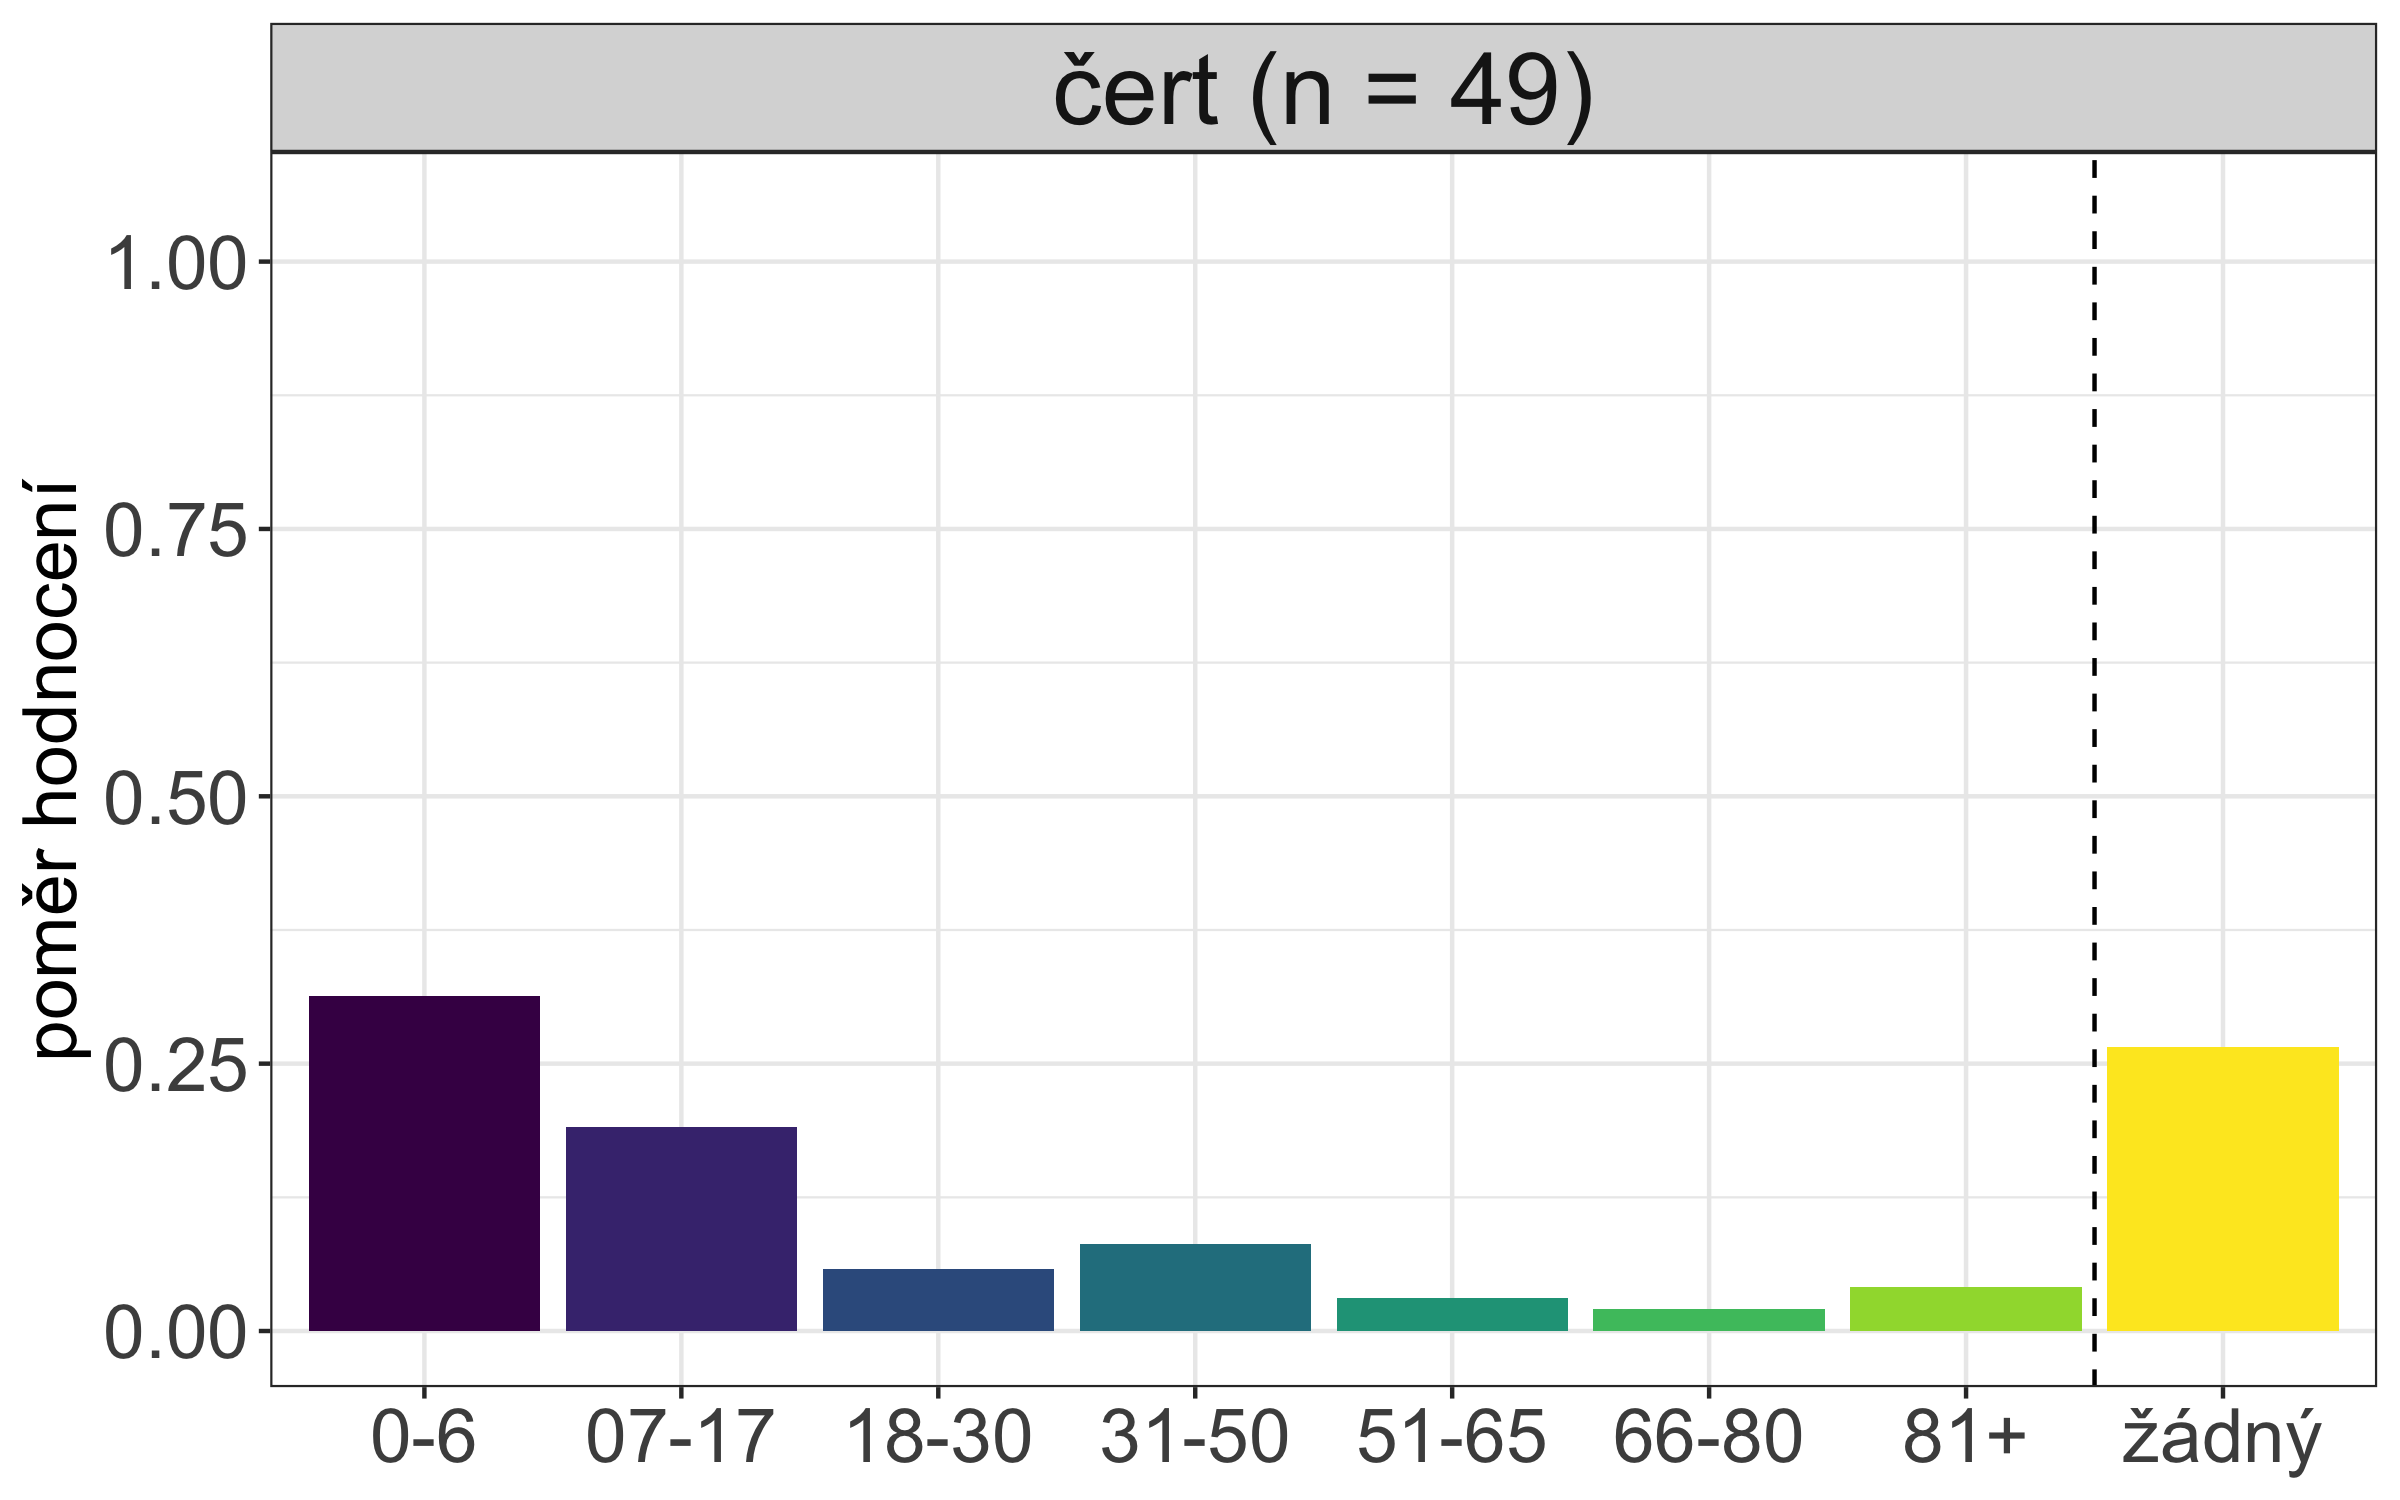 čert (n = 49)
poměr hodnocení
1.00
0.75
0.50
0.25
0.00
0-6 07-17 18-30 31-50 51-65 66-80 81+ žádný